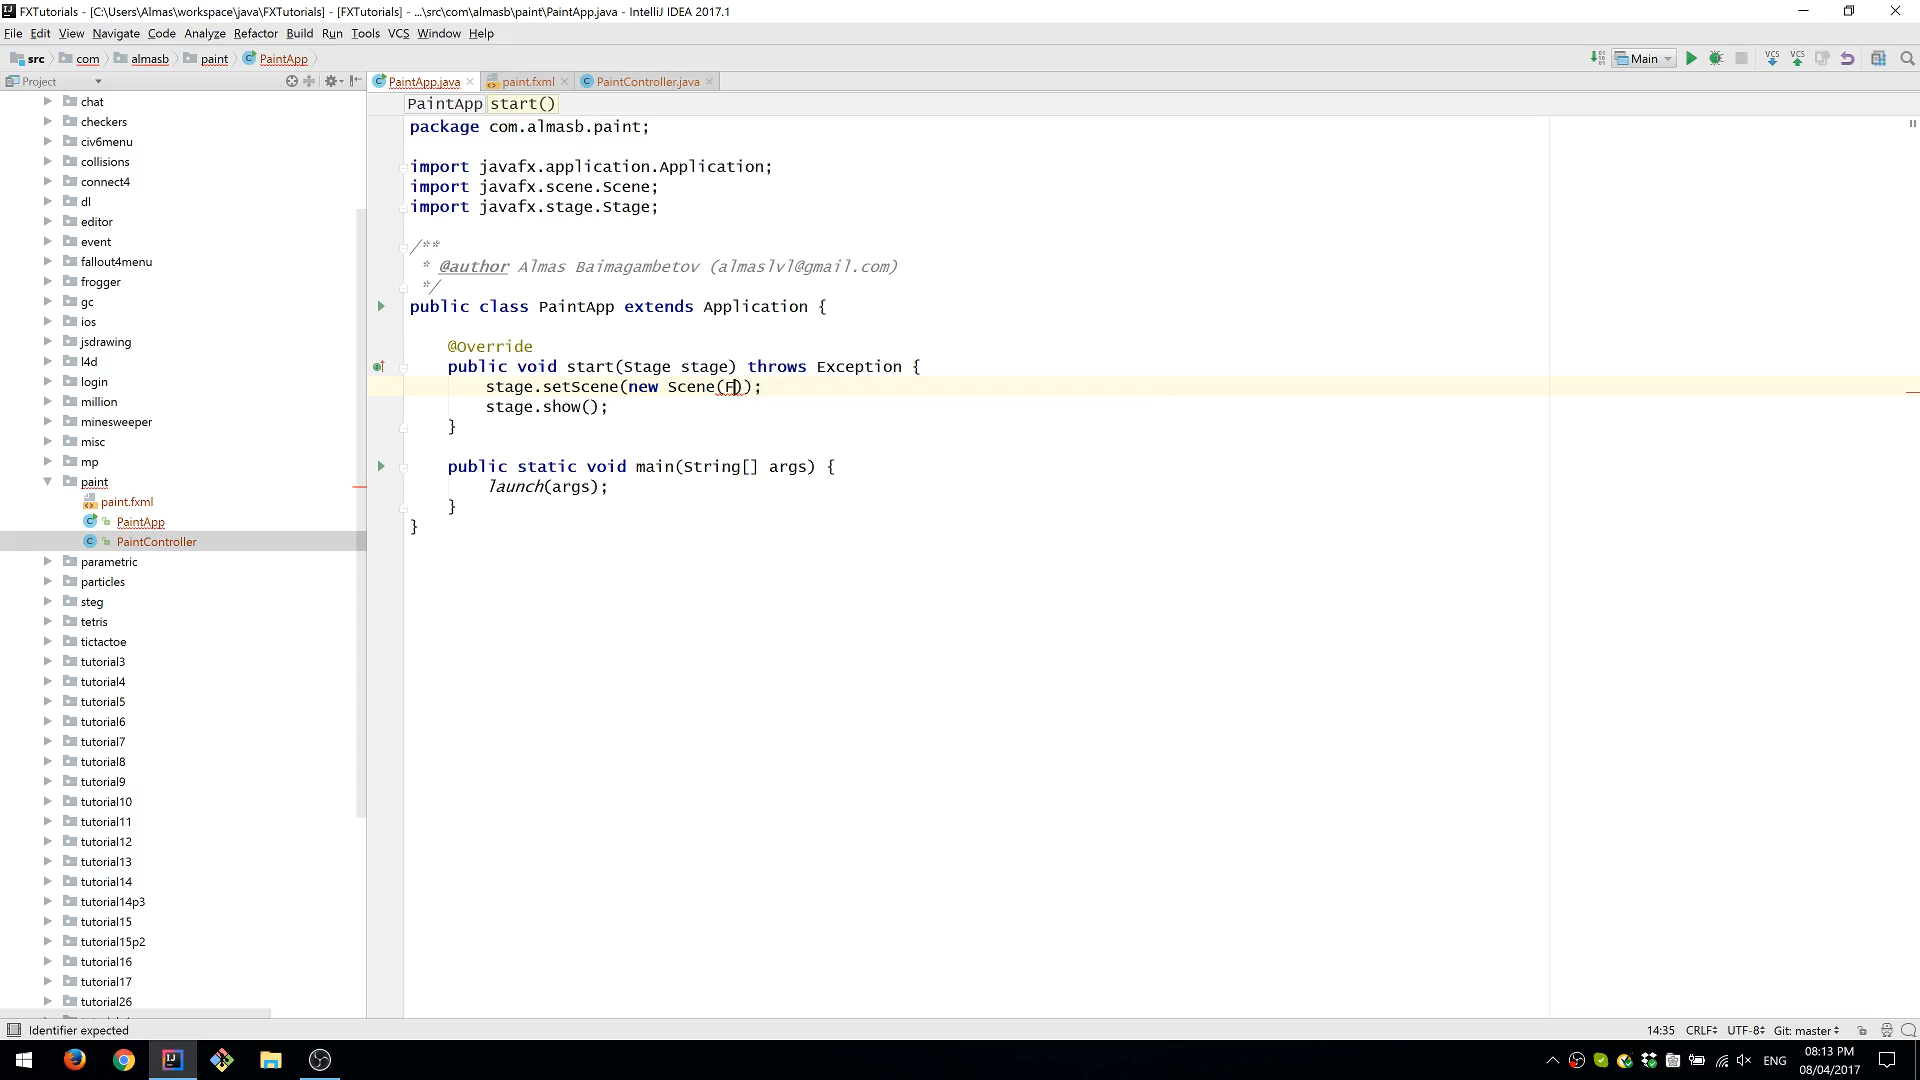 FXTutorials - [C:\Users\Almas\workspace\java\FXTutorials] - [FXTutorials] - ...\src\com\almasb\paint\PaintApp.java - IntelliJ IDEA 2017.1
File Edit View Navigate Code Analyze Refactor Build Run Tools VCS Window Help
src com almasb paint PaintApp
Main
VCS VCS
Project
PaintApp.java paint.fxml PaintController.java
PaintApp start()
chat
checkers
civ6menu
collisions
connect4
dl
editor
event
fallout4menu
frogger
gc
ios
jsdrawing
l4d
login
million
minesweeper
misc
mp
paint
paint.fxml
PaintApp
PaintController
parametric
particles
steg
tetris
tictactoe
tutorial3
tutorial4
tutorial5
tutorial6
tutorial7
tutorial8
tutorial9
tutorial10
tutorial11
tutorial12
tutorial13
tutorial14
tutorial14p3
tutorial15
tutorial15p2
tutorial16
tutorial17
tutorial26
package com.almasb.paint;
import javafx.application.Application;
import javafx.scene.Scene;
import javafx.stage.Stage;
/**
* @author Almas Baimagambetov (almaslvl@gmail.com)
*/
public class PaintApp extends Application {
@Override
public void start(Stage stage) throws Exception {
stage.setScene(new Scene(F));
stage.show();
}
public static void main(String[] args) {
launch(args);
}
}
Identifier expected
14:35 CRLF UTF-8 Git: master
ENG
08:13 PM
08/04/2017